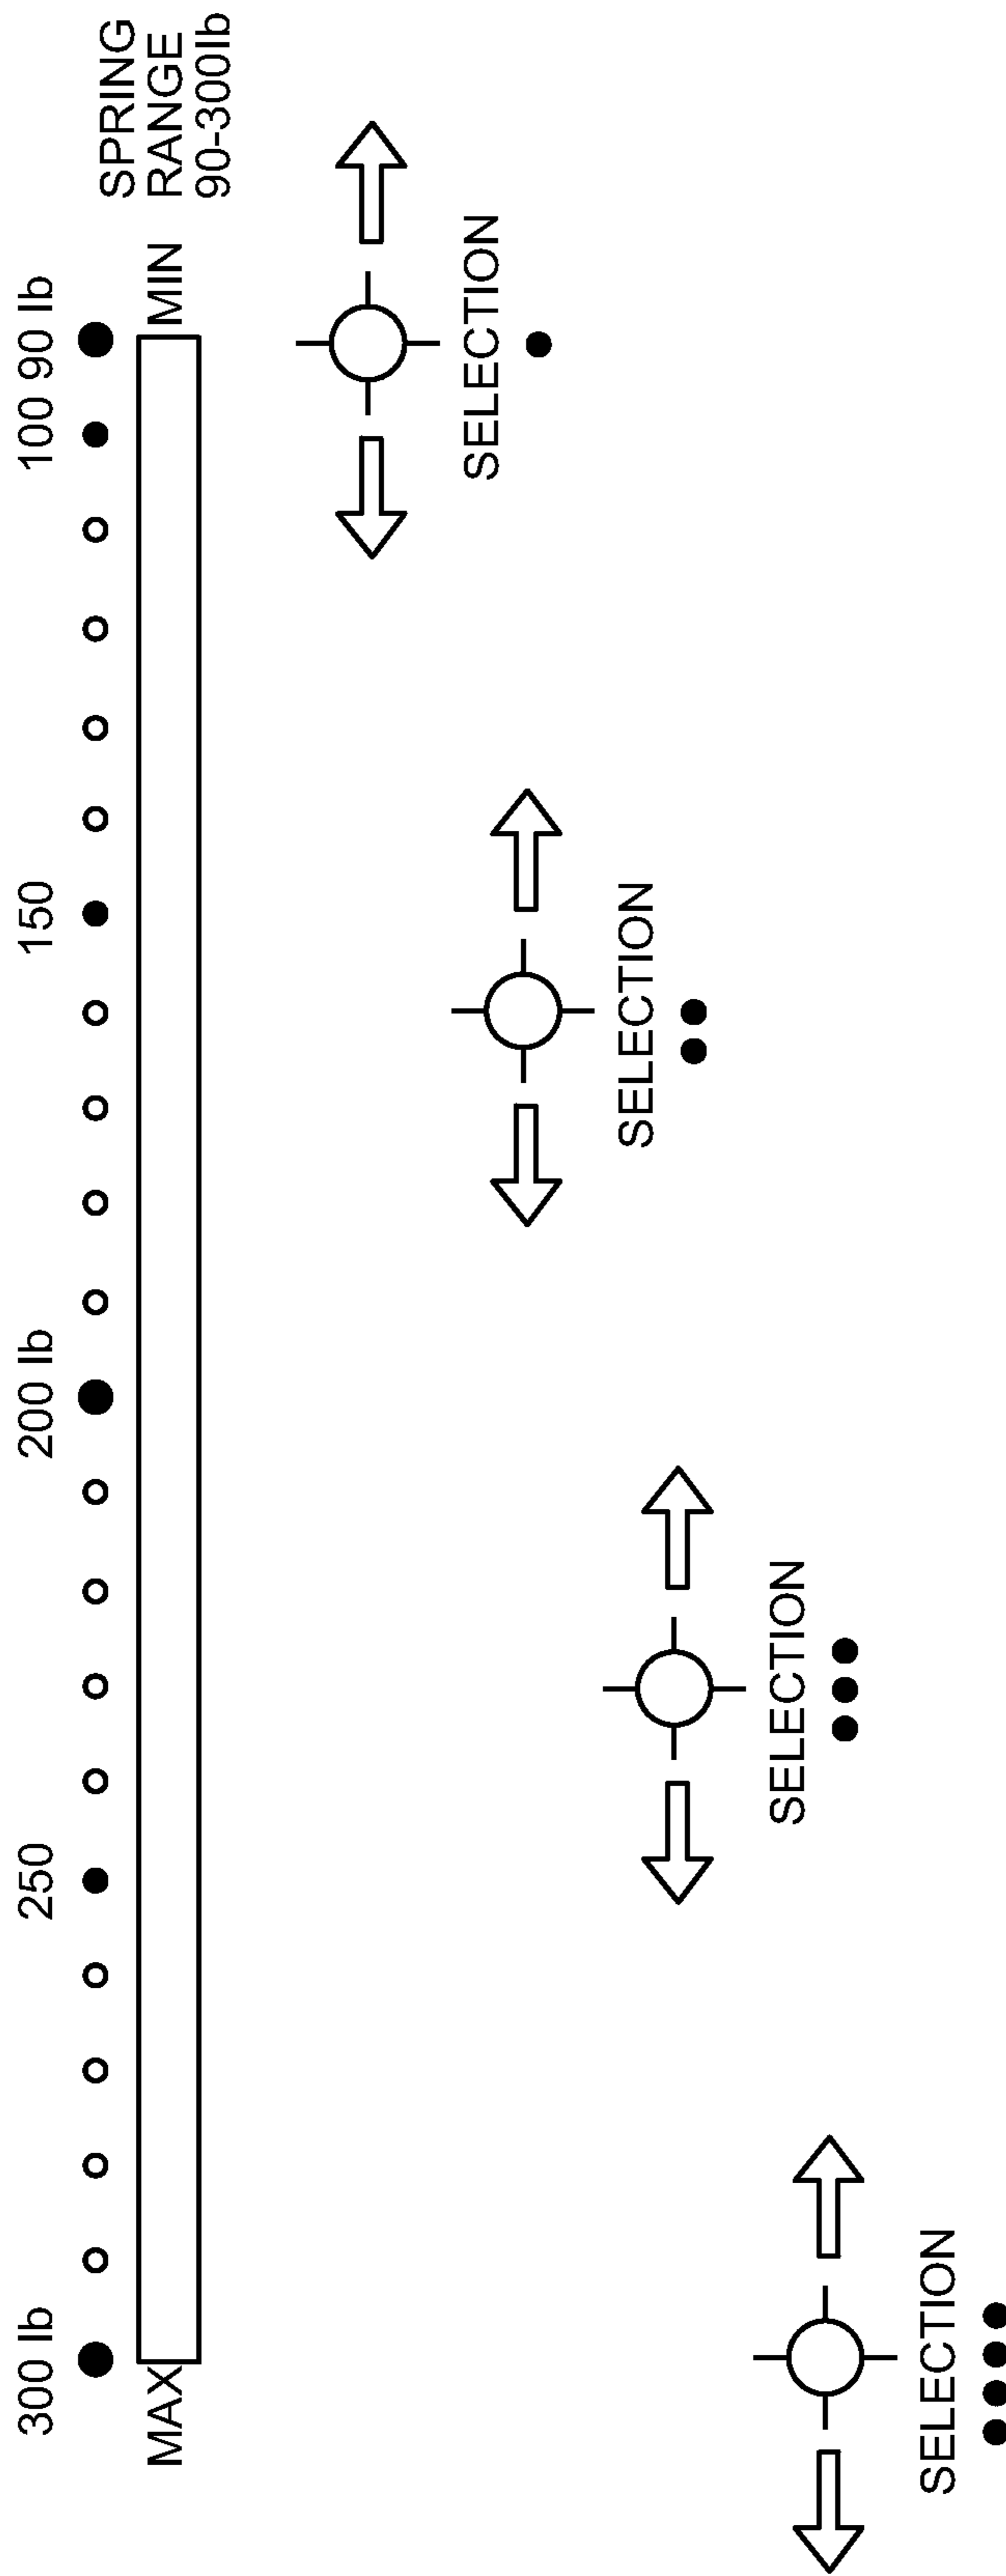 300 lb
250
200 lb
150
100
90 lb
MAX
MIN
SPRING
RANGE
90-300lb
SELECTION
SELECTION
SELECTION
SELECTION